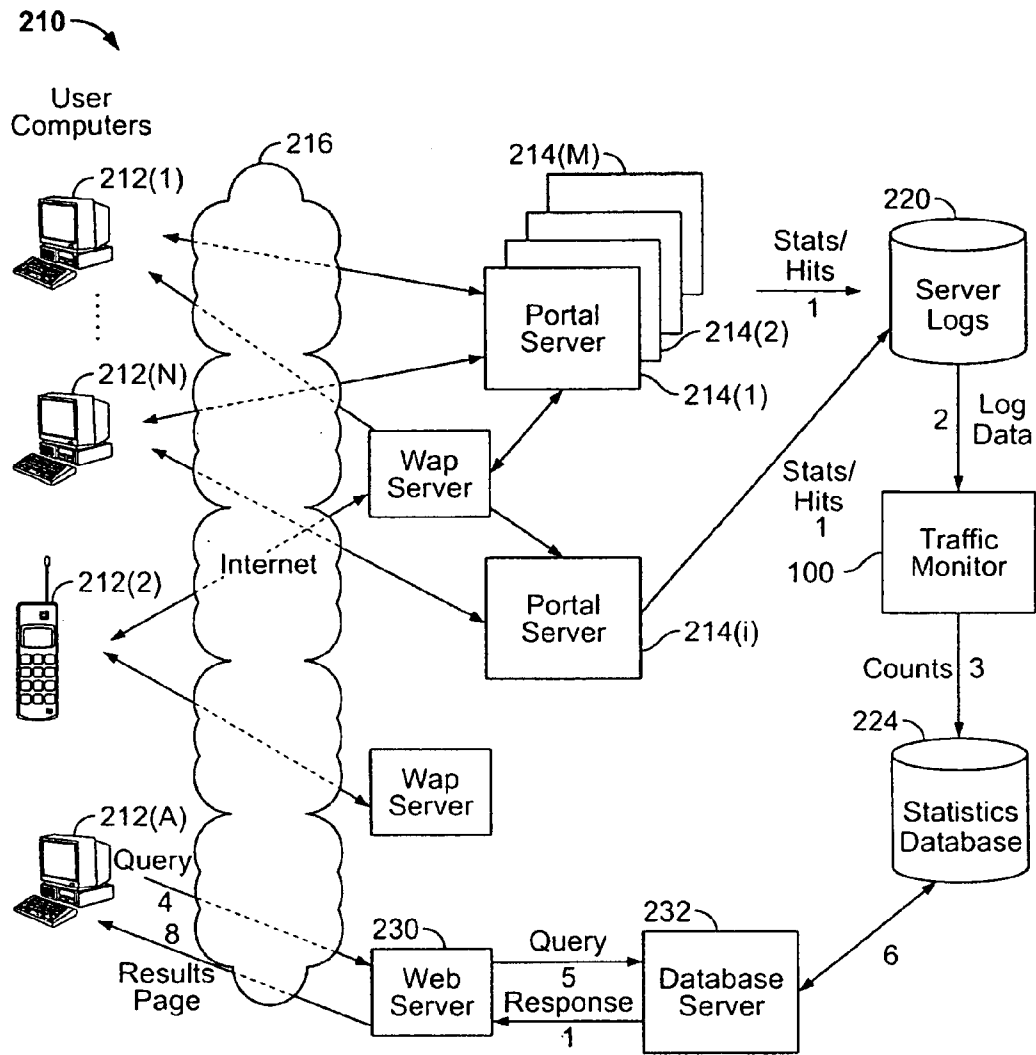 210
User
Computers
212(1)
216
214(M)
220
Stats/
Hits
1
Server
Logs
Portal
Server
214(2)
214(1)
212(N)
2
Log
Data
Wap
Server
Stats/
Hits
1
100
Traffic
Monitor
Internet
212(2)
Portal
Server
214(i)
Counts
3
224
Wap
Server
Statistics
Database
212(A)
Query
4
8
Results
Page
230
Web
Server
Query
5
Response
1
232
Database
Server
6